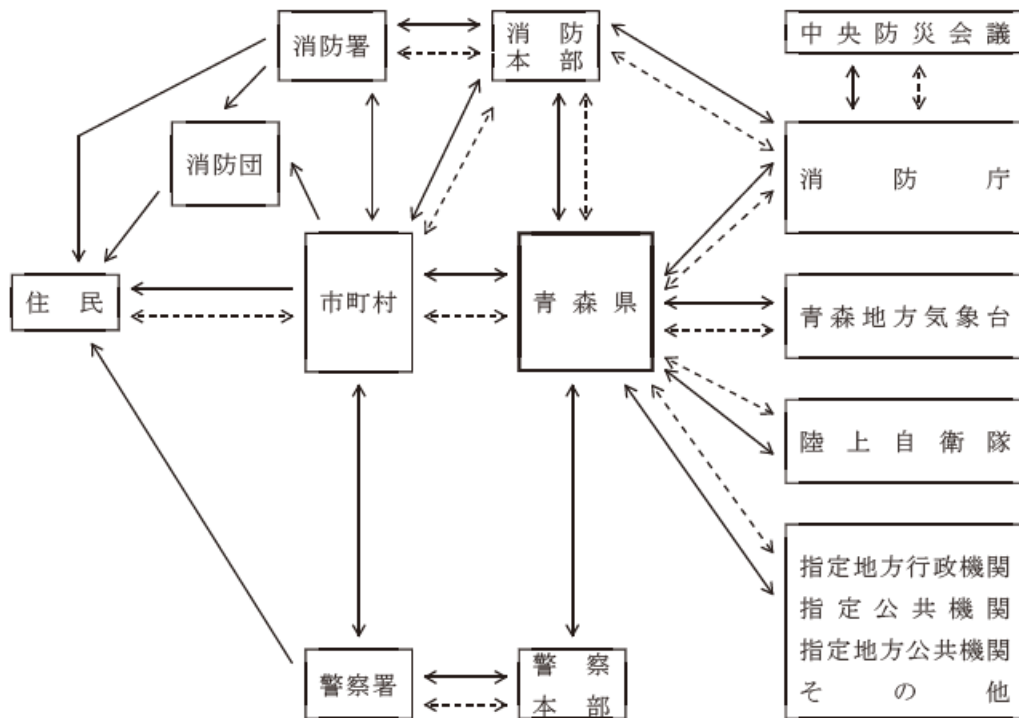 消防署
消防
本部
中央防災会議
消防団
消防庁
住民
市町村
青森県
青森地方気象台
陸上自衛隊
指定地方行政機関
指定公共機関
指定地方公共機関
その他
警察署
警察
本部